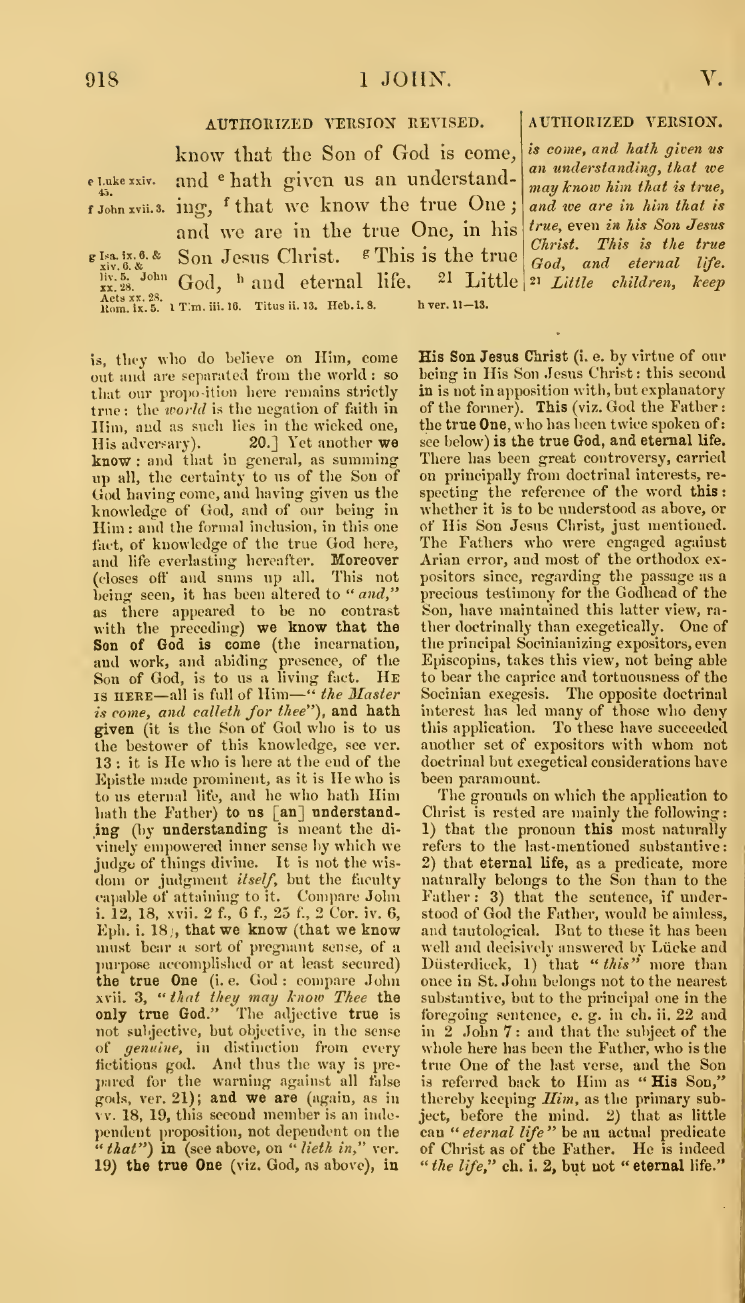 918
1 JOHN.
V.
AUTHORIZED VERSION REVISED.
know that the Son of God is come,
and e hath given us an understand-
ing, f that we know the true One;
and we are in the true One, in his
Son Jesus Christ. g This is the true
God, h and eternal life. 21 Little
e Luke xxiv.
45.
f John xvii. 3.
g Isa. ix. 6. &
xiv. 6. &
liv. 5. John
xx. 28.
Acts xx. 28.
Rom. ix. 5. 1 Tim. iii. 16. Titus ii. 13. Heb. i. 8. h ver. 11—13.
AUTHORIZED VERSION.
is come, and hath given us
an understanding, that we
may know him that is true,
and we are in him that is
true, even in his Son Jesus
Christ. This is the true
God, and eternal life.
21 Little children, keep
is, they who do believe on Him, come
out and are separated from the world: so
that our proposition here remains strictly
true: the world is the negation of faith in
Him, and as such lies in the wicked one,
His adversary). 20.] Yet another we
know: and that in general, as summing
up all, the certainty to us of the Son of
God having come, and having given us the
knowledge of God, and of our being in
Him: and the formal inclusion, in this one
fact, of knowledge of the true God here,
and life everlasting hereafter. Moreover
(closes off and sums up all. This not
being seen, it has been altered to "and,"
as there appeared to be no contrast
with the preceding) we know that the
Son of God is come (the incarnation,
and work, and abiding presence, of the
Son of God, is to us a living fact. HE
IS HERE—all is full of Him—"the Master
is come, and calleth for thee"), and hath
given (it is the Son of God who is to us
the bestower of this knowledge, see ver.
13: it is He who is here at the end of the
Epistle made prominent, as it is He who is
to us eternal life, and he who hath Him
hath the Father) to us [an] understand-
ing (by understanding is meant the di-
vinely empowered inner sense by which we
judge of things divine. It is not the wis-
dom or judgment itself, but the faculty
capable of attaining to it. Compare John
i. 12, 18, xvii. 2 f., 6 f., 25 f., 2 Cor. iv. 6,
Eph. i. 18), that we know (that we know
must bear a sort of pregnant sense, of a
purpose accomplished or at least secured)
the true One (i. e. God: compare John
xvii. 3, "that they may know Thee the
only true God." The adjective true is
not subjective, but objective, in the sense
of genuine, in distinction from every
fictitious god. And thus the way is pre-
pared for the warning against all false
gods, ver. 21); and we are (again, as in
vv. 18, 19, this second member is an inde-
pendent proposition, not dependent on the
"that") in (see above, on "lieth in," ver.
19) the true One (viz. God, as above), in
His Son Jesus Christ (i. e. by virtue of our
being in His Son Jesus Christ: this second
in is not in apposition with, but explanatory
of the former). This (viz. God the Father:
the true One, who has been twice spoken of:
see below) is the true God, and eternal life.
There has been great controversy, carried
on principally from doctrinal interests, re-
specting the reference of the word this:
whether it is to be understood as above, or
of His Son Jesus Christ, just mentioned.
The Fathers who were engaged against
Arian error, and most of the orthodox ex-
positors since, regarding the passage as a
precious testimony for the Godhead of the
Son, have maintained this latter view, ra-
ther doctrinally than exegetically. One of
the principal Socinianizing expositors, even
Episcopius, takes this view, not being able
to bear the caprice and tortuousness of the
Socinian exegesis. The opposite doctrinal
interest has led many of those who deny
this application. To these have succeeded
another set of expositors with whom not
doctrinal but exegetical considerations have
been paramount.
The grounds on which the application to
Christ is rested are mainly the following:
1) that the pronoun this most naturally
refers to the last-mentioned substantive:
2) that eternal life, as a predicate, more
naturally belongs to the Son than to the
Father: 3) that the sentence, if under-
stood of God the Father, would be aimless,
and tautological. But to these it has been
well and decisively answered by Lücke and
Düsterdieck, 1) that "this" more than
once in St. John belongs not to the nearest
substantive, but to the principal one in the
foregoing sentence, e. g. in ch. ii. 22 and
in 2 John 7: and that the subject of the
whole here has been the Father, who is the
true One of the last verse, and the Son
is referred back to Him as "His Son,"
thereby keeping Him, as the primary sub-
ject, before the mind. 2) that as little
can "eternal life" be an actual predicate
of Christ as of the Father. He is indeed
"the life," ch. i. 2, but not "eternal life."